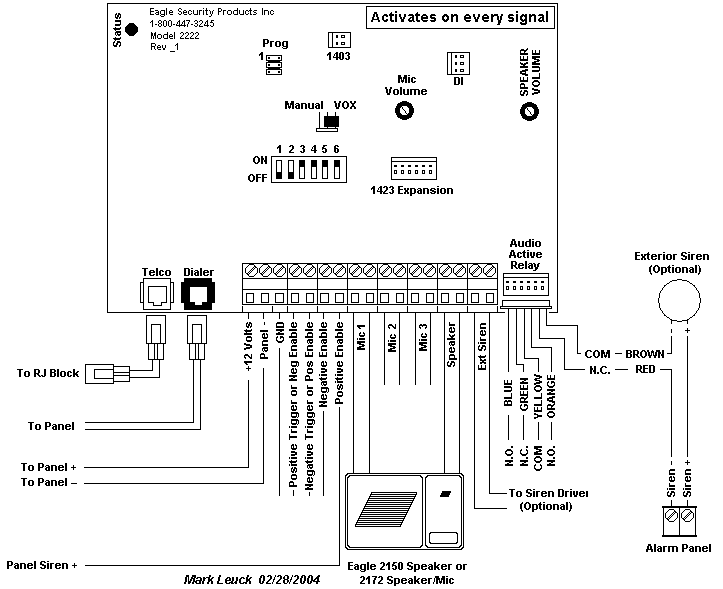 Status
Eagle Security Products Inc
1-800-447-3245
Model 2222
Rev _1
Activates on every signal
Prog
1
1403
DI
SPEAKER
VOLUME
Mic
Volume
Manual VOX
1 2 3 4 5 6
ON
OFF
1423 Expansion
Audio
Active
Relay
Telco
Dialer
Exterior Siren
(Optional)
- +
+12 Volts
Panel -
GND
Positive Trigger or Neg Enable
Negative Trigger or Pos Enable
Negative Enable
Positive Enable
Mic 1
Mic 2
Mic 3
Speaker
Ext Siren
COM BROWN
N.C. RED
N.O. BLUE
N.C. GREEN
COM YELLOW
N.O. ORANGE
To RJ Block
To Panel
To Panel +
To Panel –
Siren -
Siren +
To Siren Driver
(Optional)
Alarm Panel
Panel Siren +
Eagle 2150 Speaker or
2172 Speaker/Mic
Mark Leuck 02/28/2004